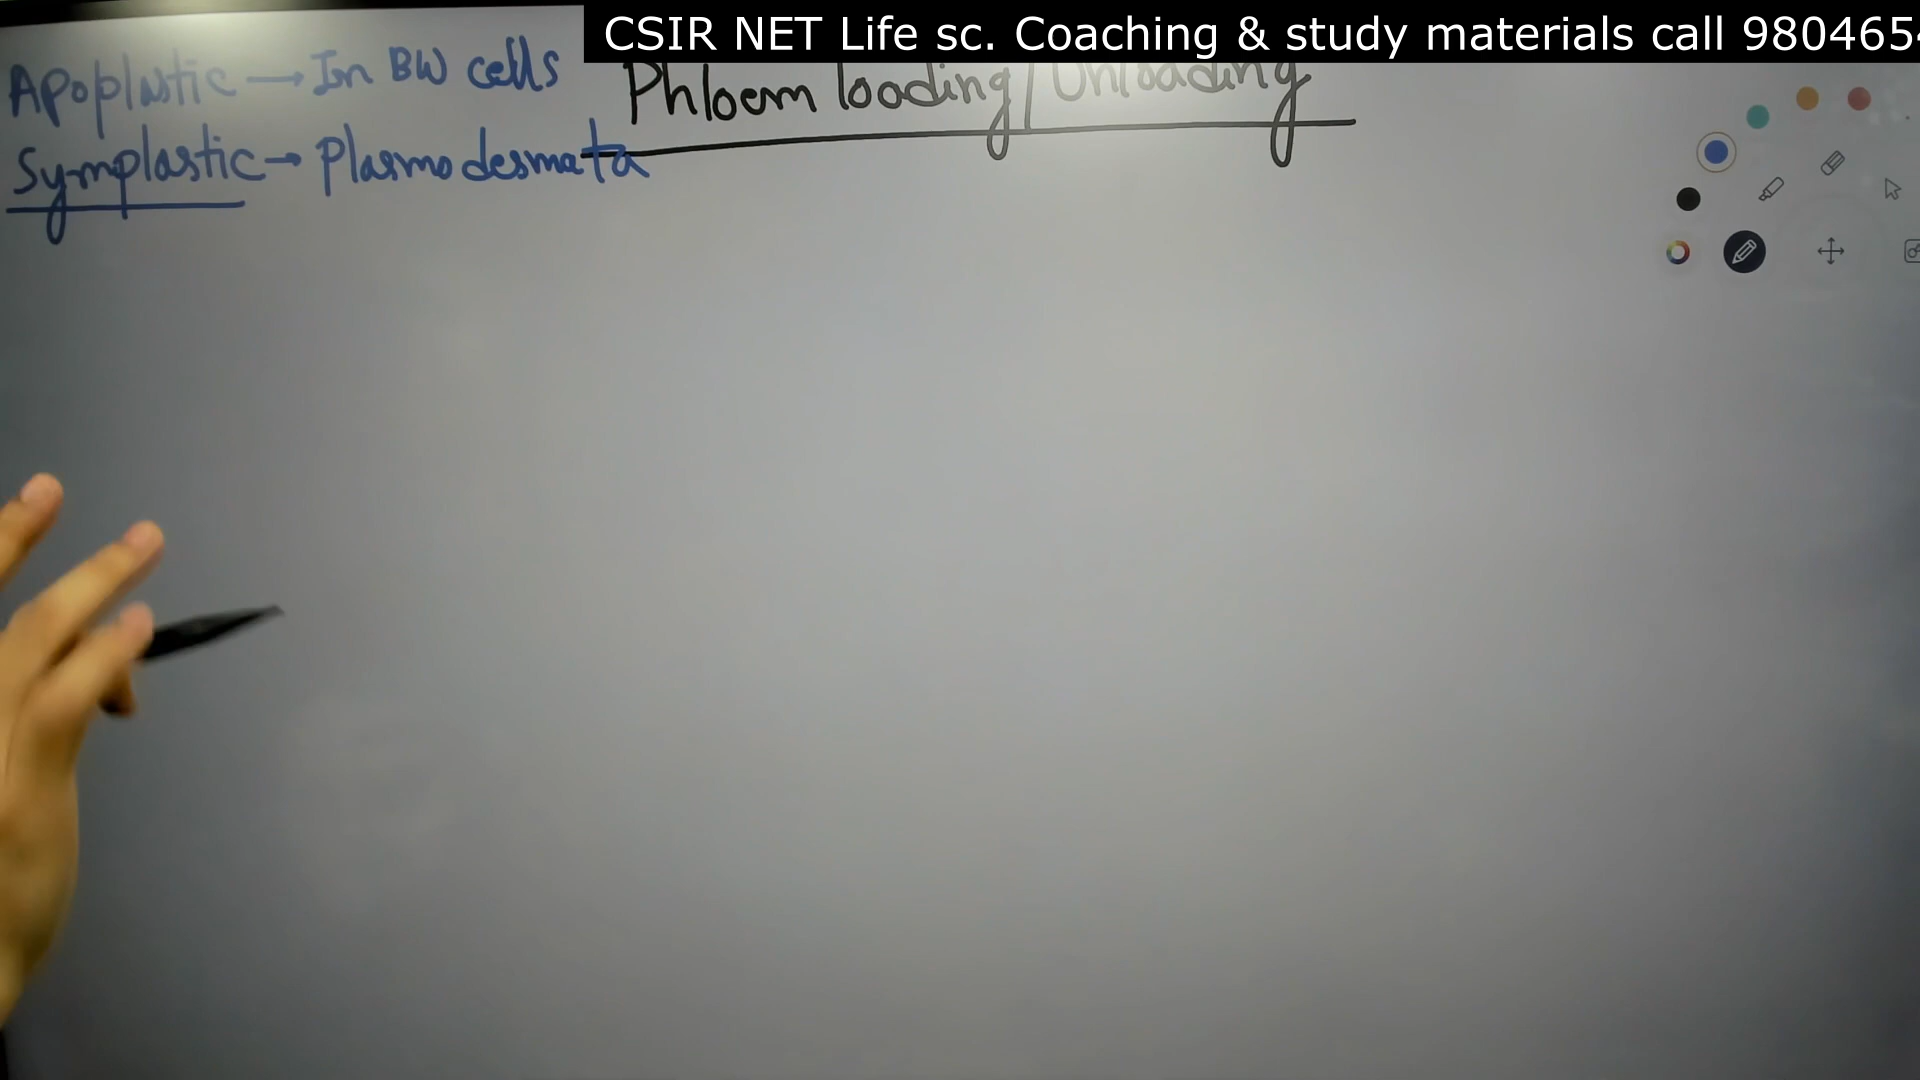 CSIR NET Life sc. Coaching & study materials call 980465
Phloem loading/Unloading
Apoplastic → In BW cells
Symplastic → Plasmodesmata